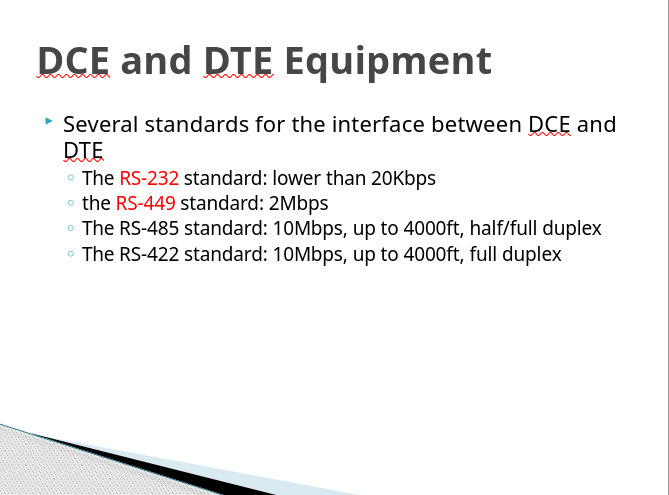 DCE and DTE Equipment
Several standards for the interface between DCE and
DTE
The RS-232 standard: lower than 20Kbps
the RS-449 standard: 2Mbps
The RS-485 standard: 10Mbps, up to 4000ft, half/full duplex
The RS-422 standard: 10Mbps, up to 4000ft, full duplex